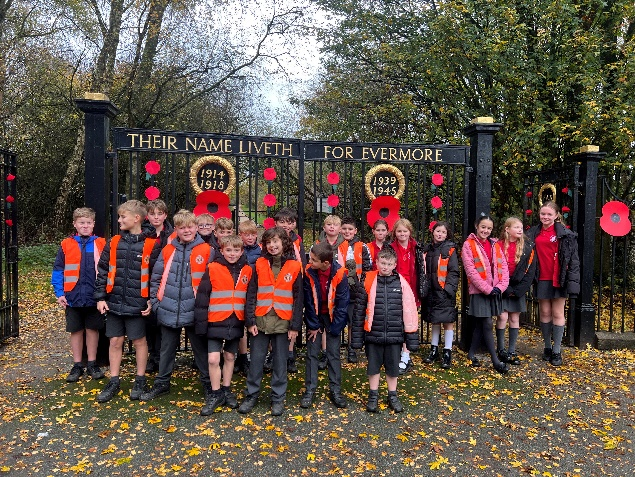 THEIR NAME LIVETH FOR EVERMORE
1914
1918
1939
1945